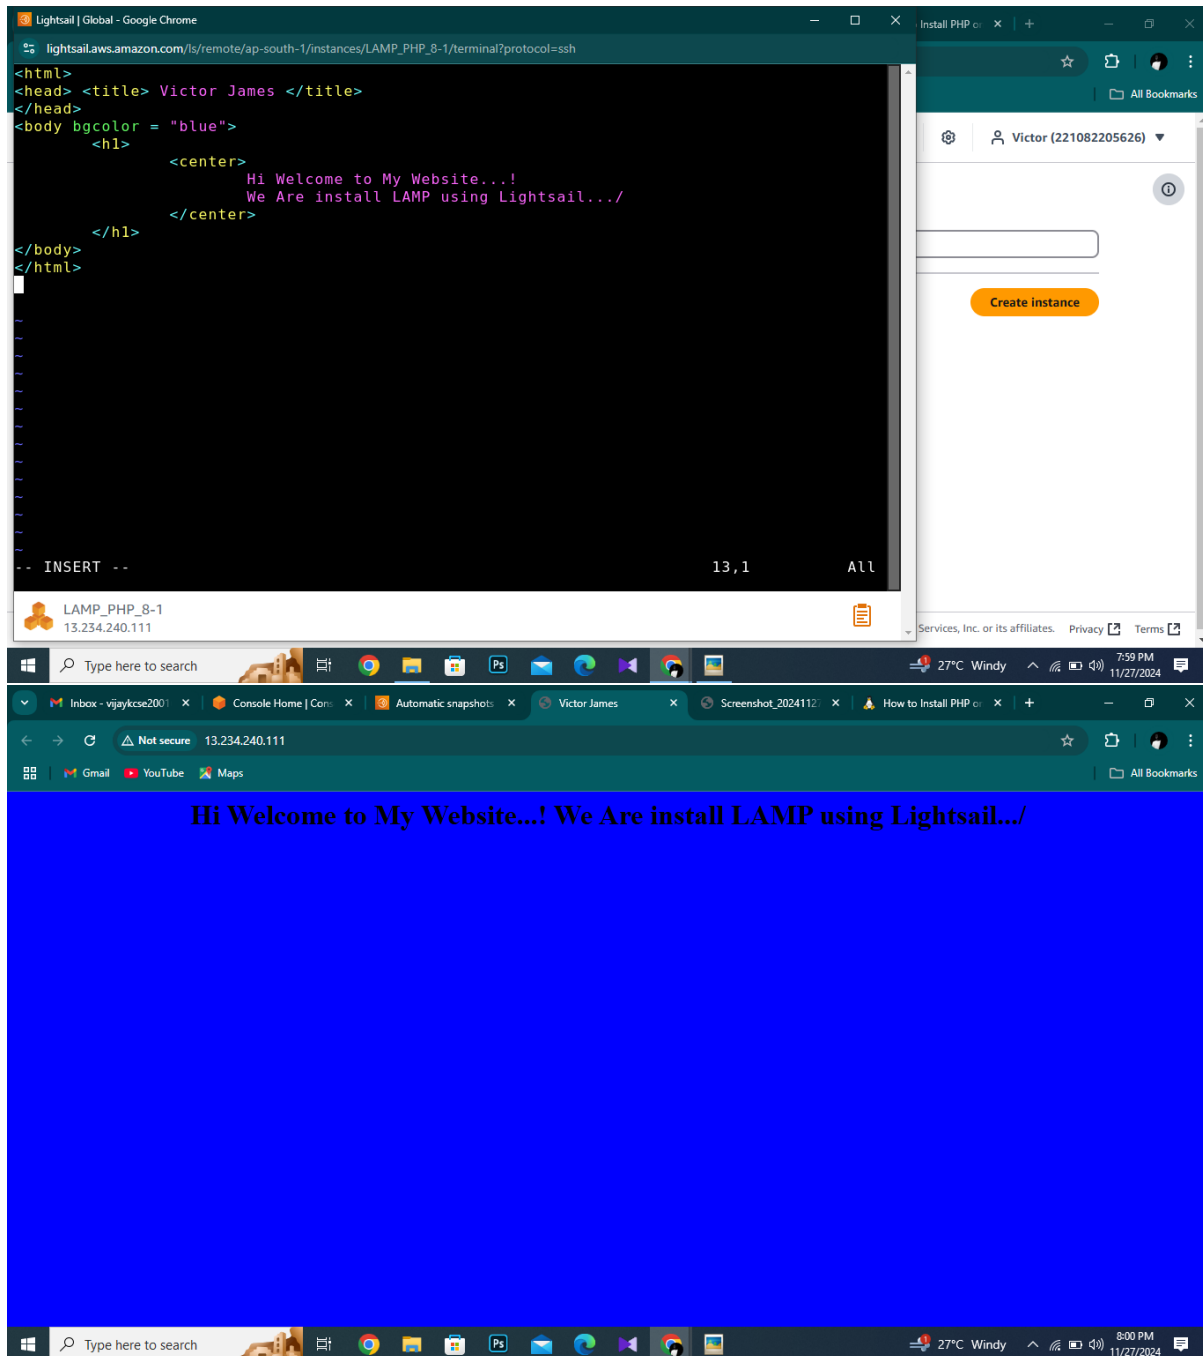 Lightsail | Global - Google Chrome
Install PHP o
lightsail.aws.amazon.com/ls/remote/ap-south-1/instances/LAMP_PHP_8-1/terminal?protocol=ssh
All Bookmarks
<html>
<head> <title> Victor James </title>
</head>
<body bgcolor = "blue">
<h1>
<center>
Hi Welcome to My Website...!
We Are install LAMP using Lightsail.../
</center>
</h1>
</body>
</html>
~
~
~
~
~
~
~
~
~
~
~
~
~
~
-- INSERT -- 13,1 All
Victor (221082205626)
Create instance
LAMP_PHP_8-1
13.234.240.111
Services, Inc. or its affiliates. Privacy Terms
Type here to search
Ps
27°C Windy
7:59 PM
11/27/2024
Inbox - vijaykcse2001 Console Home | Cons Automatic snapshots Victor James Screenshot_2024112 How to Install PHP o
Not secure 13.234.240.111
Gmail YouTube Maps All Bookmarks
Hi Welcome to My Website...! We Are install LAMP using Lightsail.../
Type here to search
Ps
27°C Windy
8:00 PM
11/27/2024